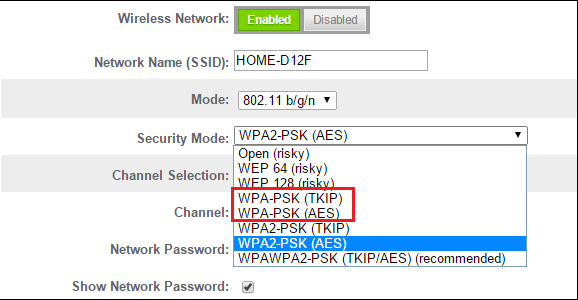 Wireless Network: Enabled Disabled
Network Name (SSID): HOME-D12F
Mode: 802.11 b/g/n
Security Mode: WPA2-PSK (AES)
Open (risky)
WEP 64 (risky)
Channel Selection: WEP 128 (risky)
WPA-PSK (TKIP)
Channel: WPA-PSK (AES)
WPA2-PSK (TKIP)
Network Password: WPA2-PSK (AES)
WPAWPA2-PSK (TKIP/AES) (recommended)
Show Network Password: